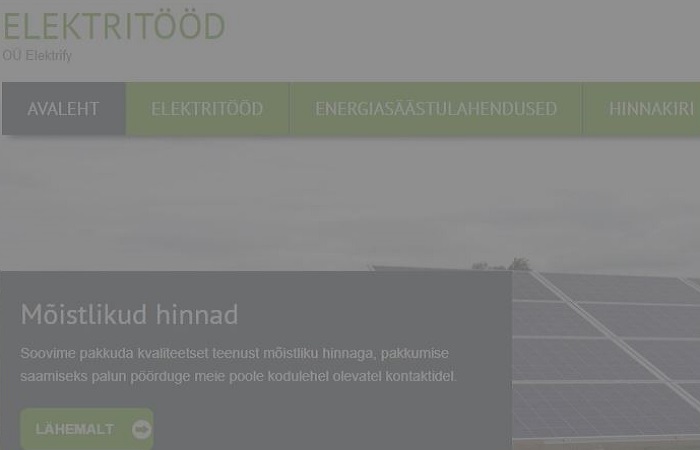 ELEKTRITÖÖD
OÜ Elektrify
AVALEHT
ELEKTRITÖÖD
ENERGIASÄÄSTULAHENDUSED
HINNAKIRI
Mõistlikud hinnad
Soovime pakkuda kvaliteetset teenust mõistliku hinnaga, pakkumise
saamiseks palun pöörduge meie poole kodulehel olevatel kontaktidel.
LÄHEMALT